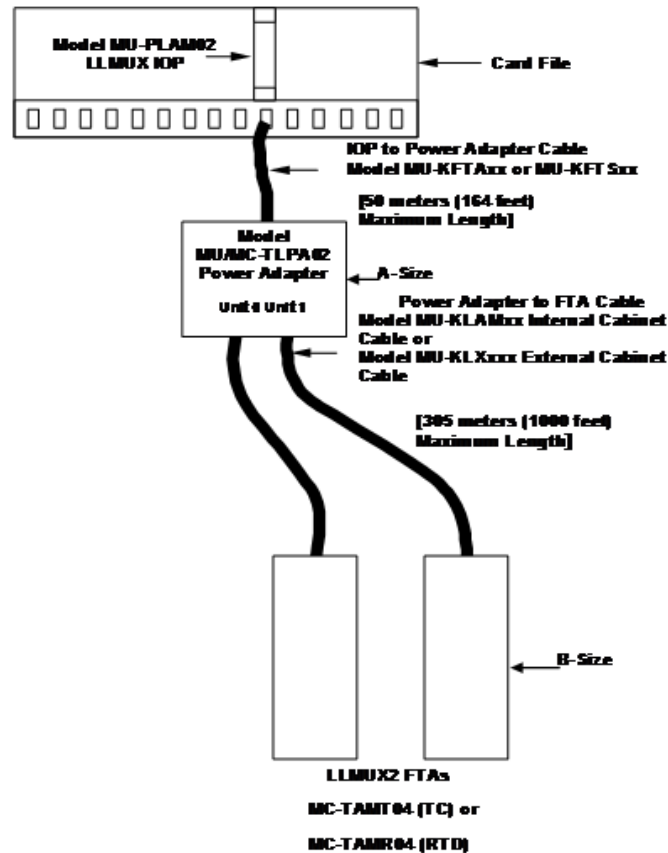 Model MU-PLAM02
LLMUX IOP
Card File
IOP to Power Adapter Cable
Model MU-KFTAxx or MU-KFTSxx
[50 meters (164 feet)
Maximum Length]
Model
MU/MC-TLPA02
Power Adapter
Unit 0 Unit 1
A-Size
Power Adapter to FTA Cable
Model MU-KLAMxx Internal Cabinet
Cable or
Model MU-KLXxxx External Cabinet
Cable
[305 meters (1000 feet)
Maximum Length]
B-Size
LLMUX2 FTAs
MC-TAMT04 (TC) or
MC-TAMR04 (RTD)